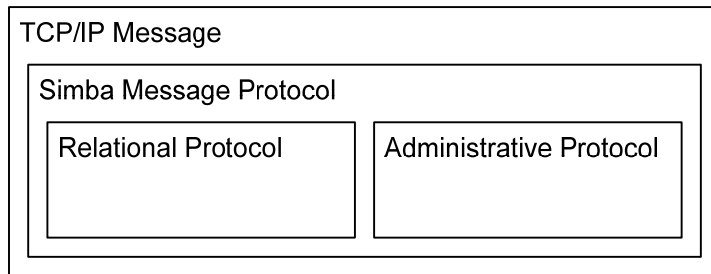 TCP/IP Message
Simba Message Protocol
Relational Protocol
Administrative Protocol